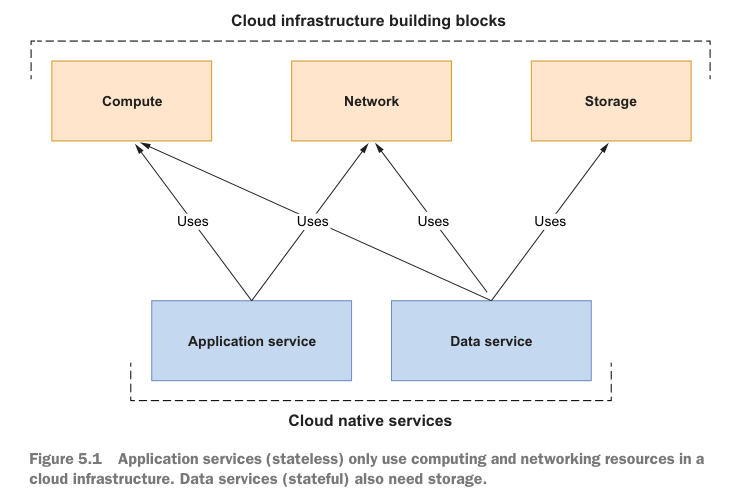 Cloud infrastructure building blocks
Compute
Network
Storage
Uses
Uses
Uses
Uses
Application service
Data service
Cloud native services
Figure 5.1 Application services (stateless) only use computing and networking resources in a
cloud infrastructure. Data services (stateful) also need storage.